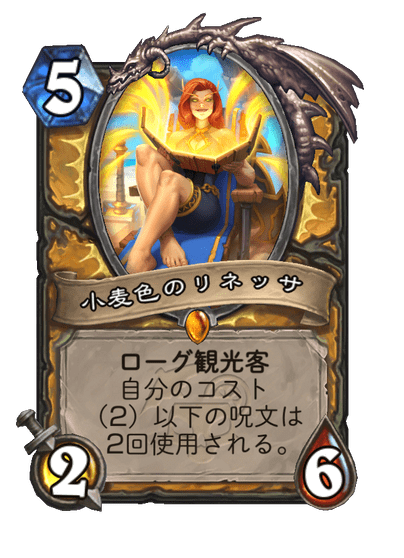 5
小麦色のリネッサ
ローグ観光客
自分のコスト
（2）以下の呪文は
2回使用される。
2
6